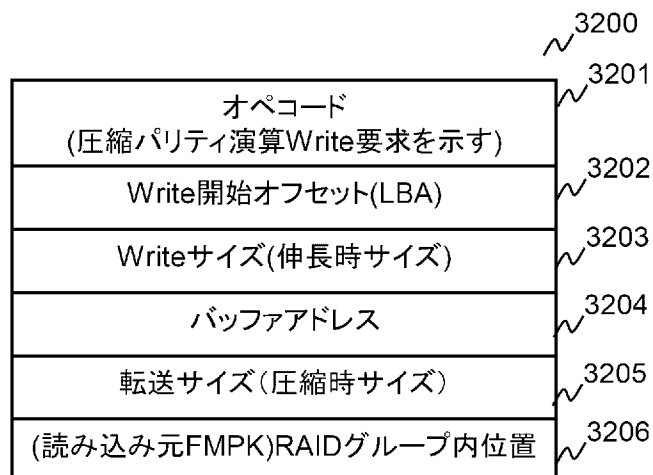 3200
3201
オペコード
(圧縮パリティ演算Write要求を示す)
3202
Write開始オフセット(LBA)
3203
Writeサイズ(伸長時サイズ)
3204
バッファアドレス
3205
転送サイズ(圧縮時サイズ)
3206
(読み込み元FMPK)RAIDグループ内位置